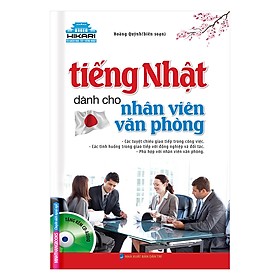 Hoàng Quỳnh (biên soạn)
HIKARI
tiếng Nhật
dành cho
nhân viên
văn phòng
- Các tuyệt chiêu giao tiếp trong công việc.
- Các tình huống trong giao tiếp với đồng nghiệp và đối tác.
- Phù hợp với nhân viên văn phòng.
NHÀ XUẤT BẢN DÂN TRÍ